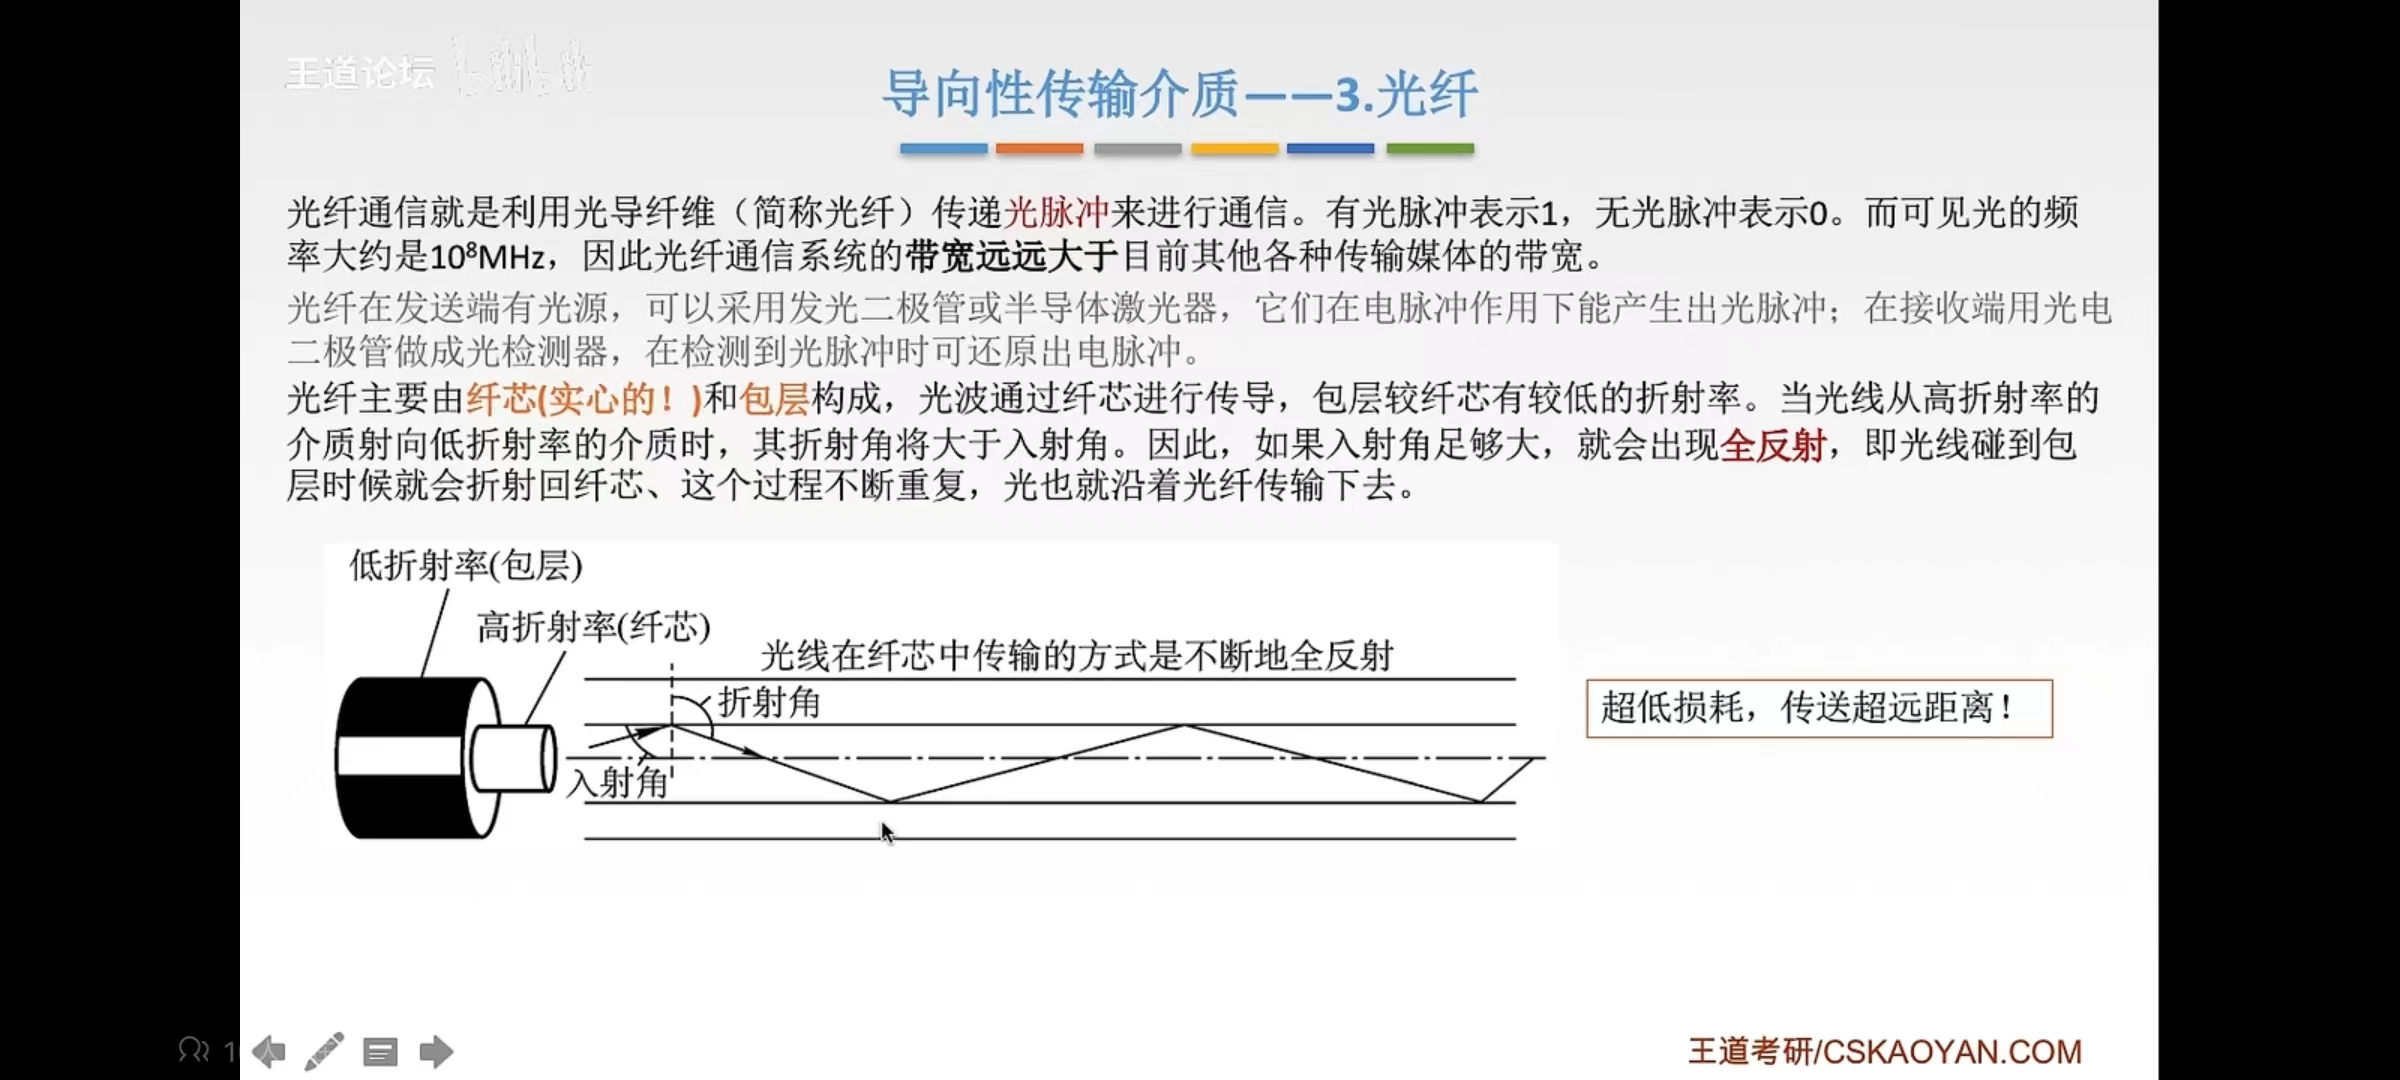 王道论坛 bilibili
导向性传输介质——3.光纤
光纤通信就是利用光导纤维（简称光纤）传递光脉冲来进行通信。有光脉冲表示1，无光脉冲表示0。而可见光的频
率大约是10⁸MHz，因此光纤通信系统的带宽远远大于目前其他各种传输媒体的带宽。
光纤在发送端有光源，可以采用发光二极管或半导体激光器，它们在电脉冲作用下能产生出光脉冲；在接收端用光电
二极管做成光检测器，在检测到光脉冲时可还原出电脉冲。
光纤主要由纤芯(实心的！)和包层构成，光波通过纤芯进行传导，包层较纤芯有较低的折射率。当光线从高折射率的
介质射向低折射率的介质时，其折射角将大于入射角。因此，如果入射角足够大，就会出现全反射，即光线碰到包
层时候就会折射回纤芯、这个过程不断重复，光也就沿着光纤传输下去。
低折射率(包层)
高折射率(纤芯)
光线在纤芯中传输的方式是不断地全反射
折射角
入射角
超低损耗，传送超远距离！
王道考研/CSKAOYAN.COM